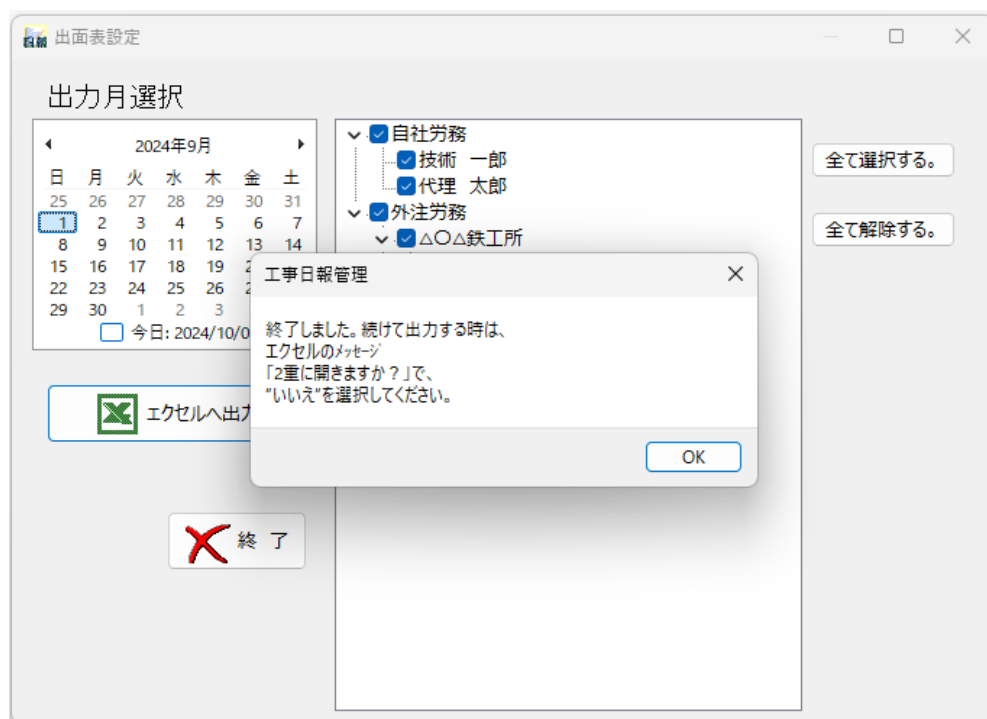 出面表設定
出力月選択
2024年9月
日 月 火 水 木 金 土
25 26 27 28 29 30 31
1 2 3 4 5 6 7
8 9 10 11 12 13 14
15 16 17 18 19
22 23 24 25 26
29 30 1 2 3
今日: 2024/10/0
エクセルへ出力
終 了
自社労務
技術 一郎
代理 太郎
外注労務
△○△鉄工所
全て選択する。
全て解除する。
工事日報管理
終了しました。続けて出力する時は、
エクセルのﾒｯｾｰｼﾞ
「2重に開きますか？」で、
"いいえ"を選択してください。
OK